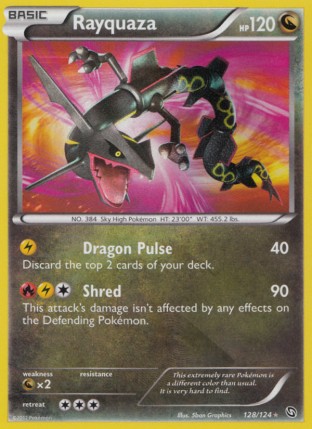 BASIC
Rayquaza HP120
NO. 384 Sky High Pokémon HT: 23'00" WT: 455.2 lbs.
Dragon Pulse 40
Discard the top 2 cards of your deck.
Shred 90
This attack's damage isn't affected by any effects on
the Defending Pokémon.
weakness resistance
×2
This extremely rare Pokémon is
a different color than usual.
It is very hard to find.
retreat
Illus. Shon Graphics 128/124